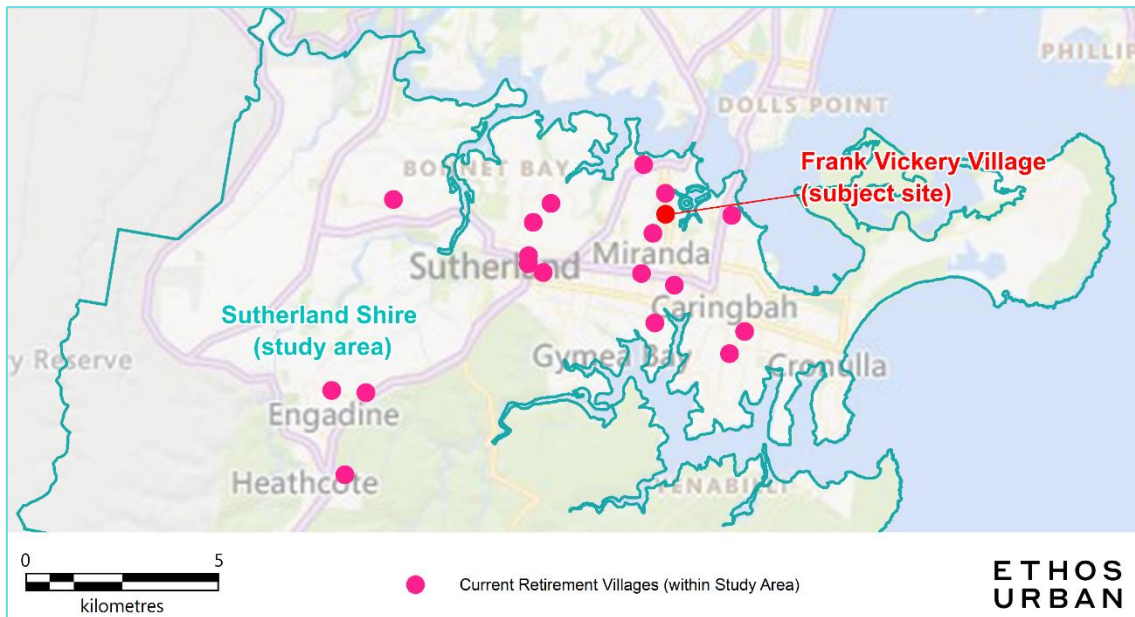 PHILLIP
DOLLS POINT
BONNET BAY
Frank Vickery Village
(subject site)
Miranda
Sutherland
Caringbah
Sutherland Shire
(study area)
ry Reserve
Gymea Bay
Cronulla
Engadine
Heathcote
0 5
kilometres
Current Retirement Villages (within Study Area)
ETHOS
URBAN